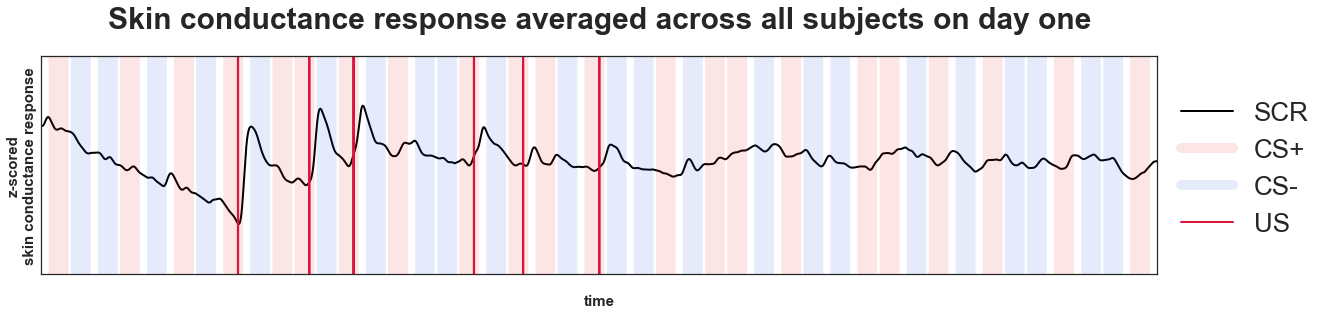 Skin conductance response averaged across all subjects on day one
z-scored
skin conductance response
SCR
CS+
CS-
US
time